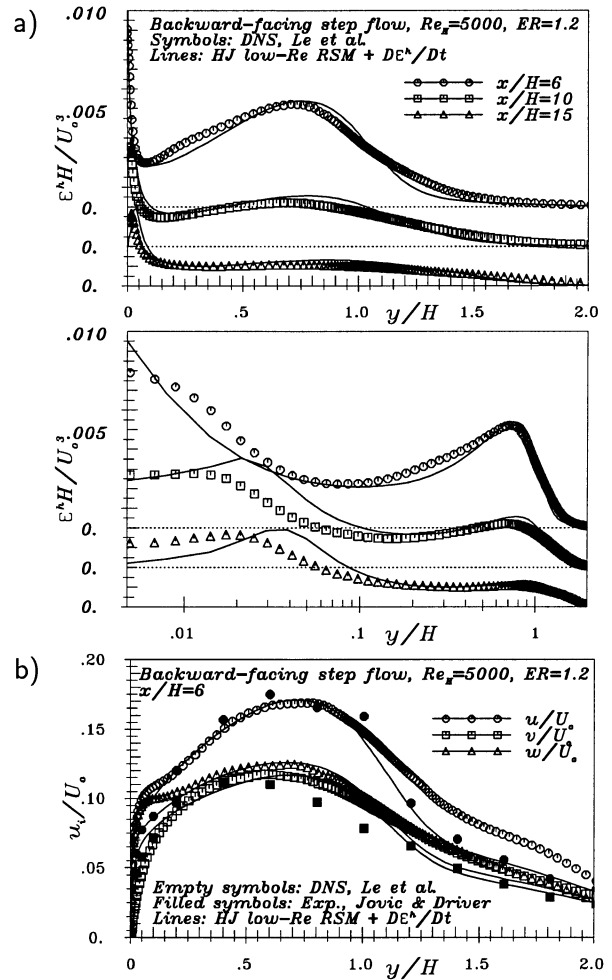 a)
Backward-facing step flow, Re_H=5000, ER=1.2
Symbols: DNS, Le et al.
Lines: HJ low-Re RSM + Dε^h/Dt
x/H=6
x/H=10
x/H=15
.010
.005
0.
0.
0.
ε^h H/U_o^3.
0. .5 1.0 1.5 2.0
y/H
.010
.005
0.
0.
0.
ε^h H/U_o^3.
.01 .1 1
y/H
b)
Backward-facing step flow, Re_H=5000, ER=1.2
x/H=6
u/U_o
v/U_o
w/U_o
.20
.15
.10
.05
0.
u_i/U_o
Empty symbols: DNS, Le et al.
Filled symbols: Exp., Jovic & Driver
Lines: HJ low-Re RSM + Dε^h/Dt
0. .5 1.0 1.5 2.0
y/H